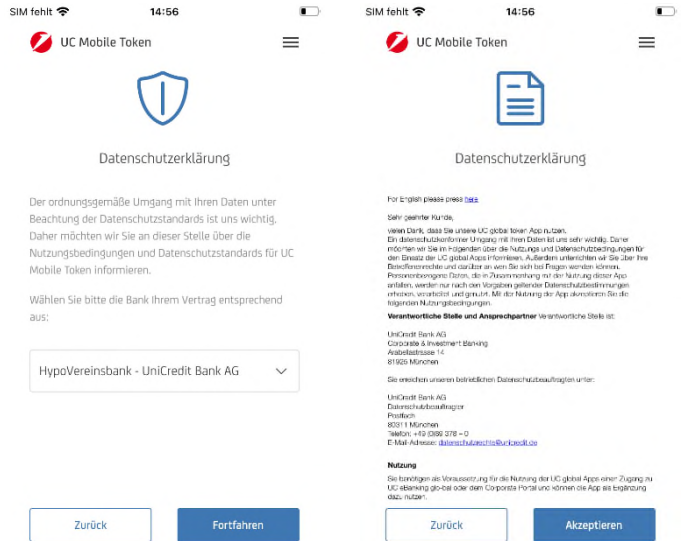 SIM fehlt 14:56
UC Mobile Token
Datenschutzerklärung
Der ordnungsgemäße Umgang mit Ihren Daten unter
Beachtung der Datenschutzstandards ist uns wichtig.
Daher möchten wir Sie an dieser Stelle über die
Nutzungsbedingungen und Datenschutzstandards für UC
Mobile Token informieren.
Wählen Sie bitte die Bank Ihrem Vertrag entsprechend
aus:
HypoVereinsbank - UniCredit Bank AG
Zurück Fortfahren
SIM fehlt 14:56
UC Mobile Token
Datenschutzerklärung
For English please press here
Sehr geehrter Kunde,
vielen Dank, dass Sie unsere UC global token App nutzen.
Ein datenschutzkonformer Umgang mit Ihren Daten ist uns sehr wichtig. Daher
möchten wir Sie im Folgenden über die Nutzungs und Datenschutzbedingungen für
den Einsatz der UC global Apps informieren. Außerdem unterrichten wir Sie über Ihre
Betroffenenrechte und darüber an wen Sie sich bei Fragen wenden können.
Personenbezogene Daten, die in Zusammenhang mit der Nutzung dieser App
anfallen, werden nur nach den Vorgaben geltender Datenschutzbestimmungen
erhoben, verarbeitet und genutzt. Mit der Nutzung der App akzeptieren Sie die
folgenden Nutzungsbedingungen.
Verantwortliche Stelle und Ansprechpartner Verantwortliche Stelle ist:
UniCredit Bank AG
Corporate & Investment Banking
Arabellastrasse 14
81925 München
Sie erreichen unseren betrieblichen Datenschutzbeauftragten unter:
UniCredit Bank AG
Datenschutzbeauftragter
Postfach
80311 München
Telefon: +49 (0)89 378 – 0
E-Mail-Adresse: datenschutzrechte@unicredit.de
Nutzung
Sie benötigen als Voraussetzung für die Nutzung der UC global Apps einen Zugang zu
UC eBanking glo-bal oder dem Corporate Portal und können die App als Ergänzung
dazu nutzen.
Zurück Akzeptieren